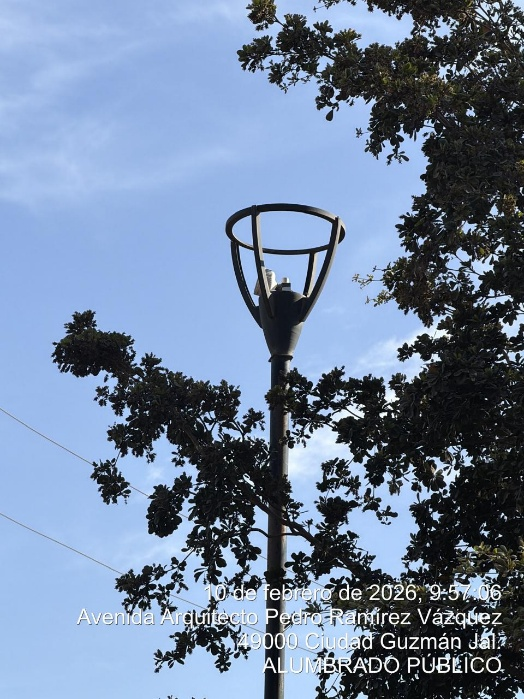 10 de febrero de 2026, 9:57:06
Avenida Arquitecto Pedro Ramírez Vázquez
49000 Ciudad Guzmán Jal.
ALUMBRADO PÚBLICO